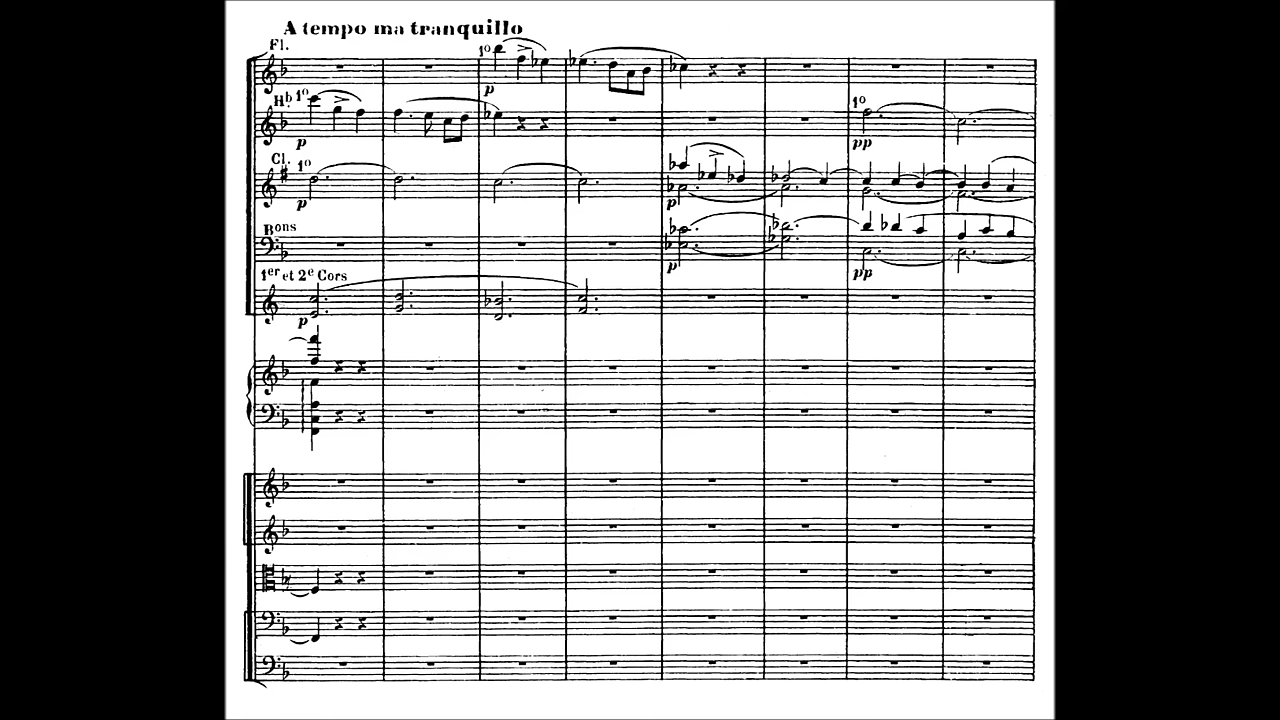 A tempo ma tranquillo
Fl.
1º
p
Hb 1º
p
1º
pp
Cl. 1º
p
p
Bons
p
pp
1er et 2e Cors
p